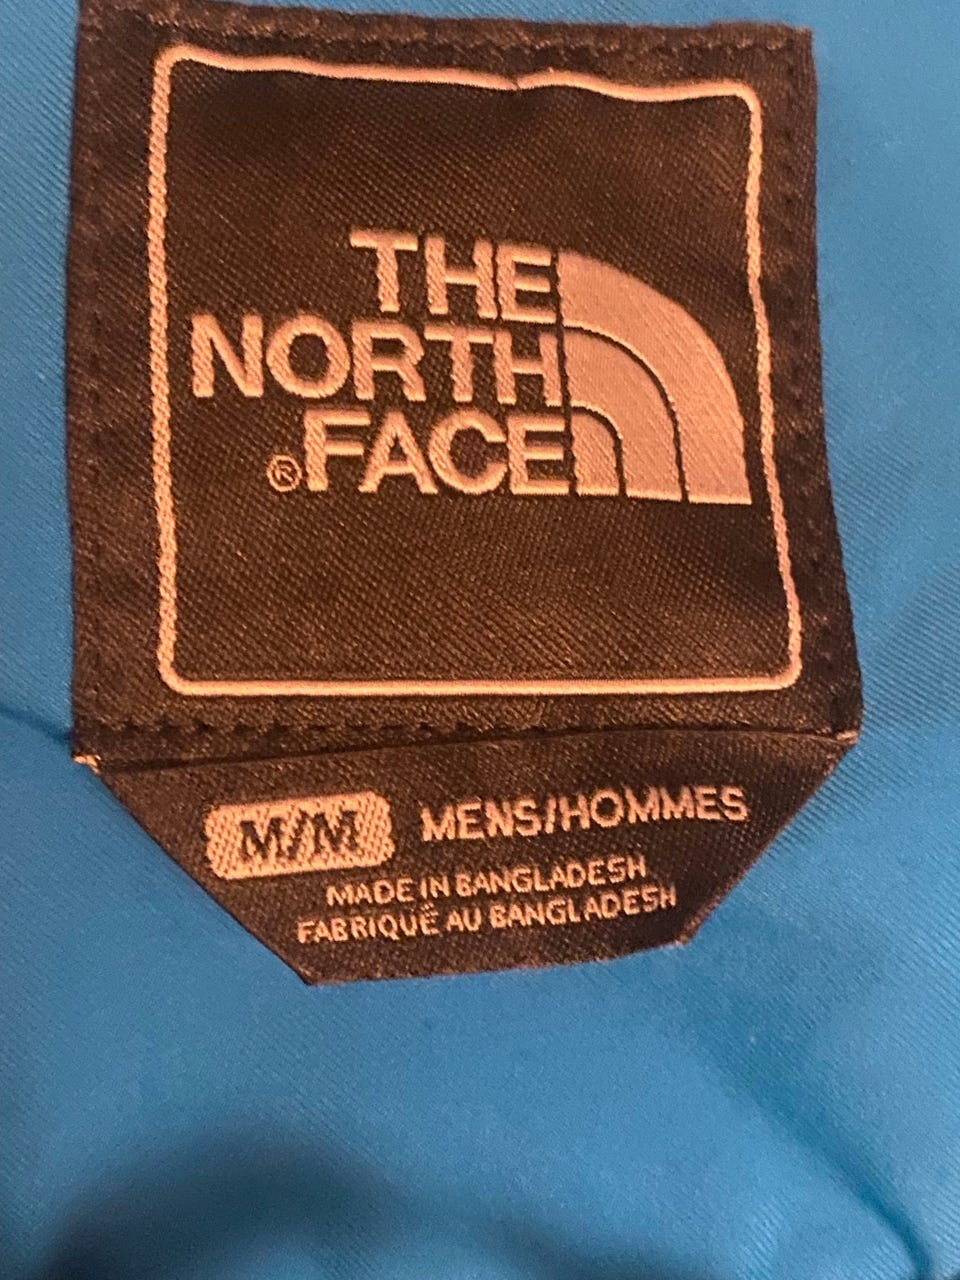 THE
NORTH
®FACE
M/M MENS/HOMMES
MADE IN BANGLADESH
FABRIQUÉ AU BANGLADESH